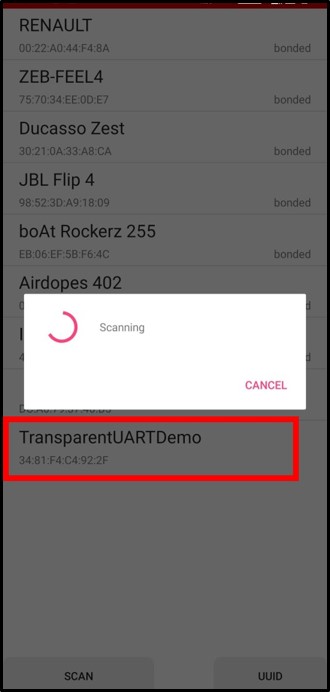 RENAULT
00:22:A0:44:F4:8A bonded
ZEB-FEEL4
75:70:34:EE:0D:E7 bonded
Ducasso Zest
30:21:0A:33:A8:CA bonded
JBL Flip 4
98:52:3D:A9:18:09 bonded
boAt Rockerz 255
EB:06:EF:5B:F6:4C bonded
Airdopes 402
Scanning
CANCEL
TransparentUARTDemo
34:81:F4:C4:92:2F
SCAN UUID